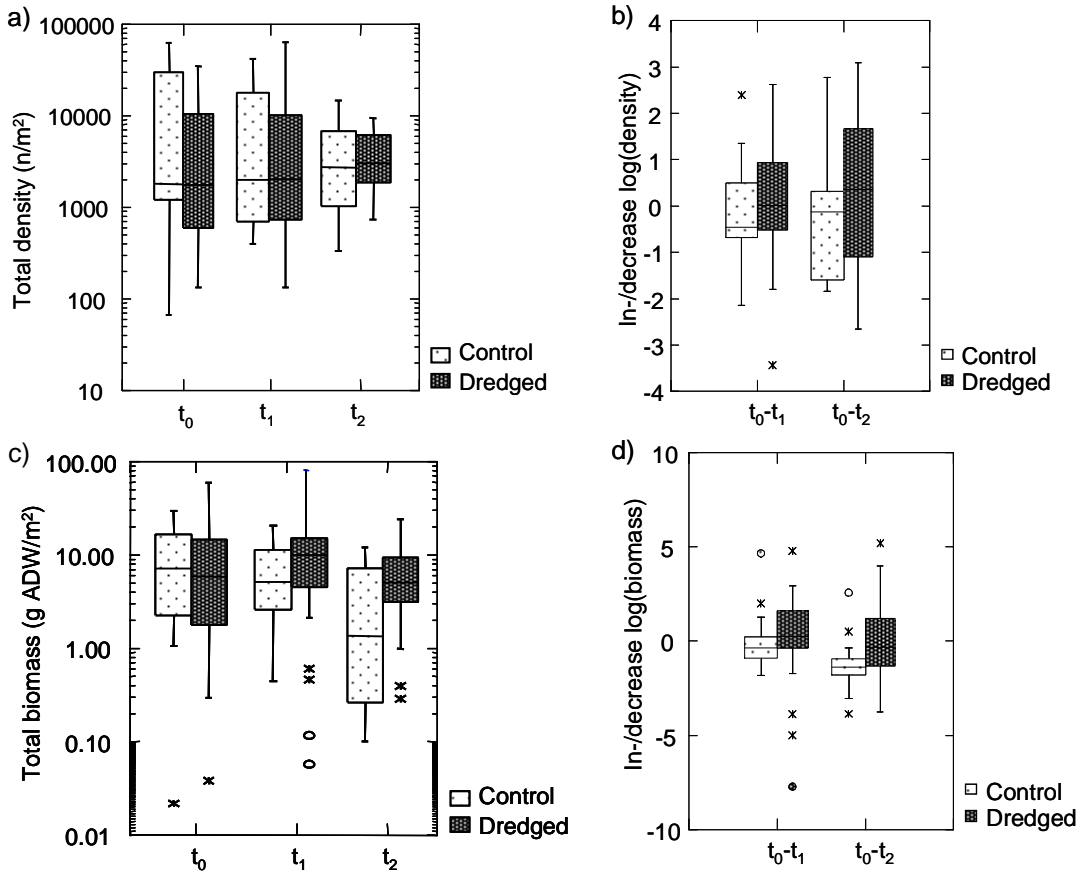 a)
Total density (n/m²)
100000
10000
1000
100
10
t₀ t₁ t₂
Control
Dredged
b)
In-/decrease log(density)
4
3
2
1
0
-1
-2
-3
-4
t₀-t₁ t₀-t₂
Control
Dredged
c)
Total biomass (g ADW/m²)
100.00
10.00
1.00
0.10
0.01
t₀ t₁ t₂
Control
Dredged
d)
In-/decrease log(biomass)
10
5
0
-5
-10
t₀-t₁ t₀-t₂
Control
Dredged